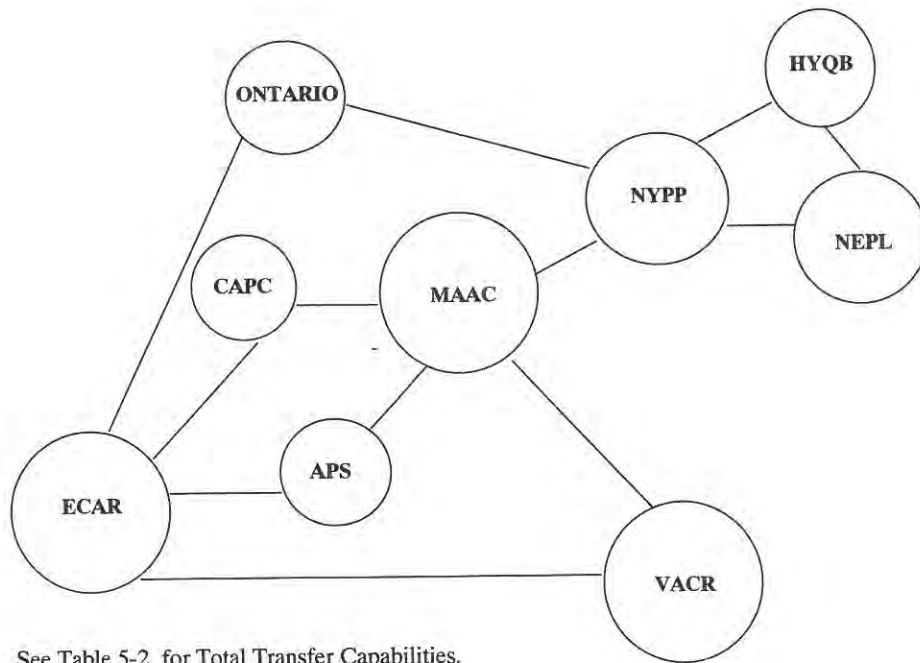 HYQB
ONTARIO
NYPP
NEPL
CAPC
MAAC
APS
ECAR
VACR
See Table 5-2 for Total Transfer Capabilities.